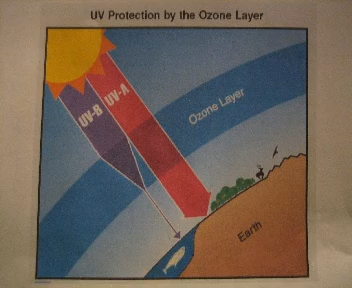 UV Protection by the Ozone Layer
UV-B
UV-A
Ozone Layer
Earth